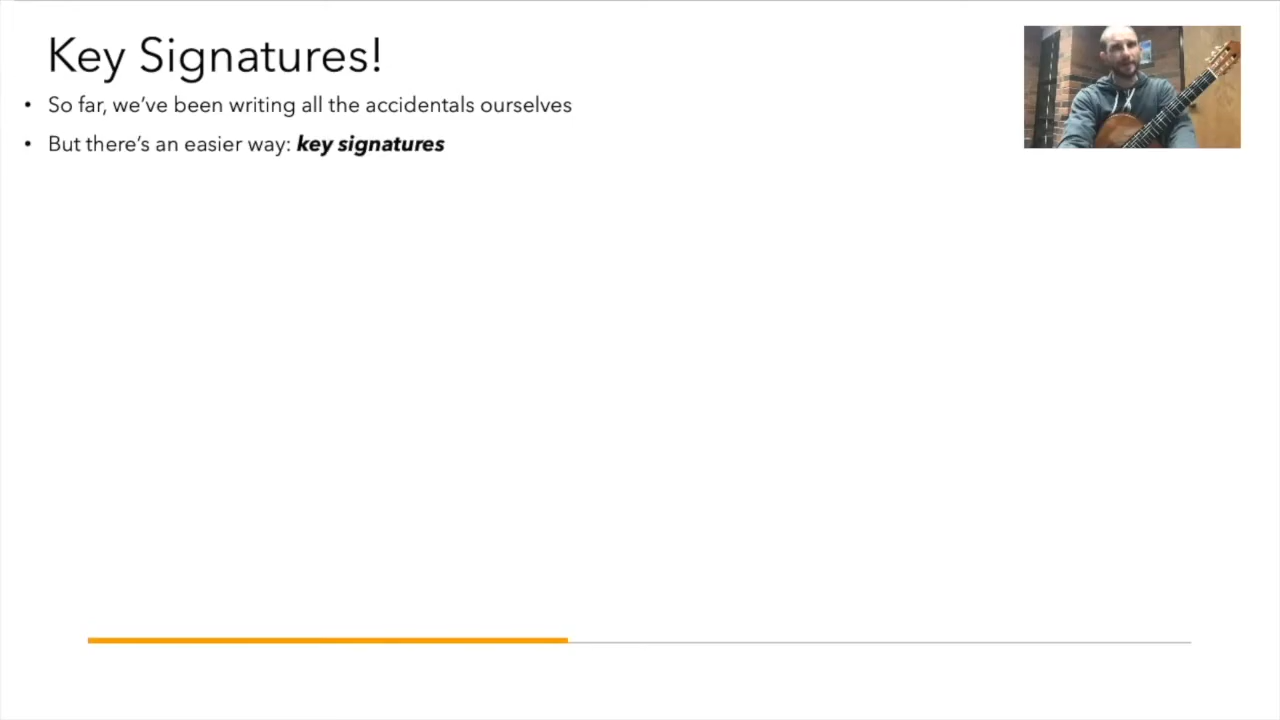 Key Signatures!
• So far, we've been writing all the accidentals ourselves
• But there's an easier way: key signatures